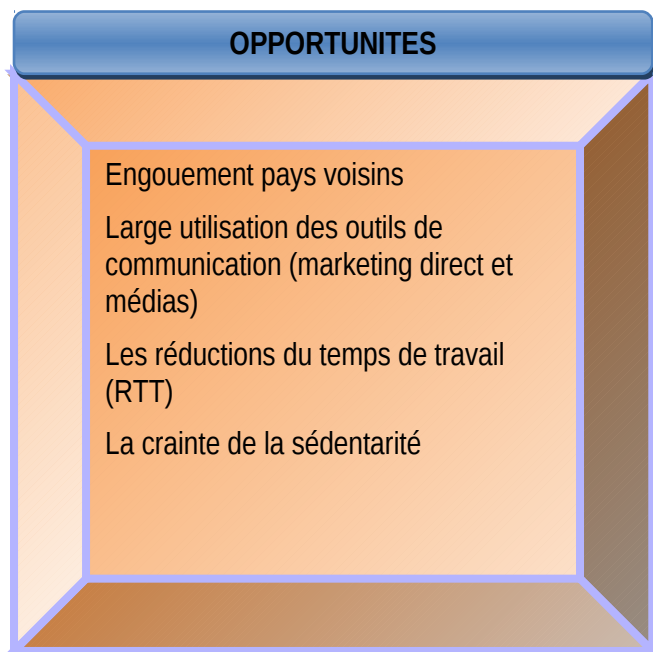 OPPORTUNITES
Engouement pays voisins
Large utilisation des outils de
communication (marketing direct et
médias)
Les réductions du temps de travail
(RTT)
La crainte de la sédentarité